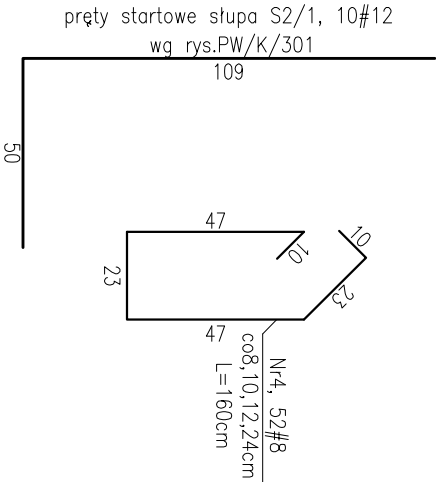 pręty startowe słupa S2/1, 10#12
wg rys.PW/K/301
109
50
47
10
10
23
23
47
Nr4, 52#8
co8,10,12,24cm
L=160cm